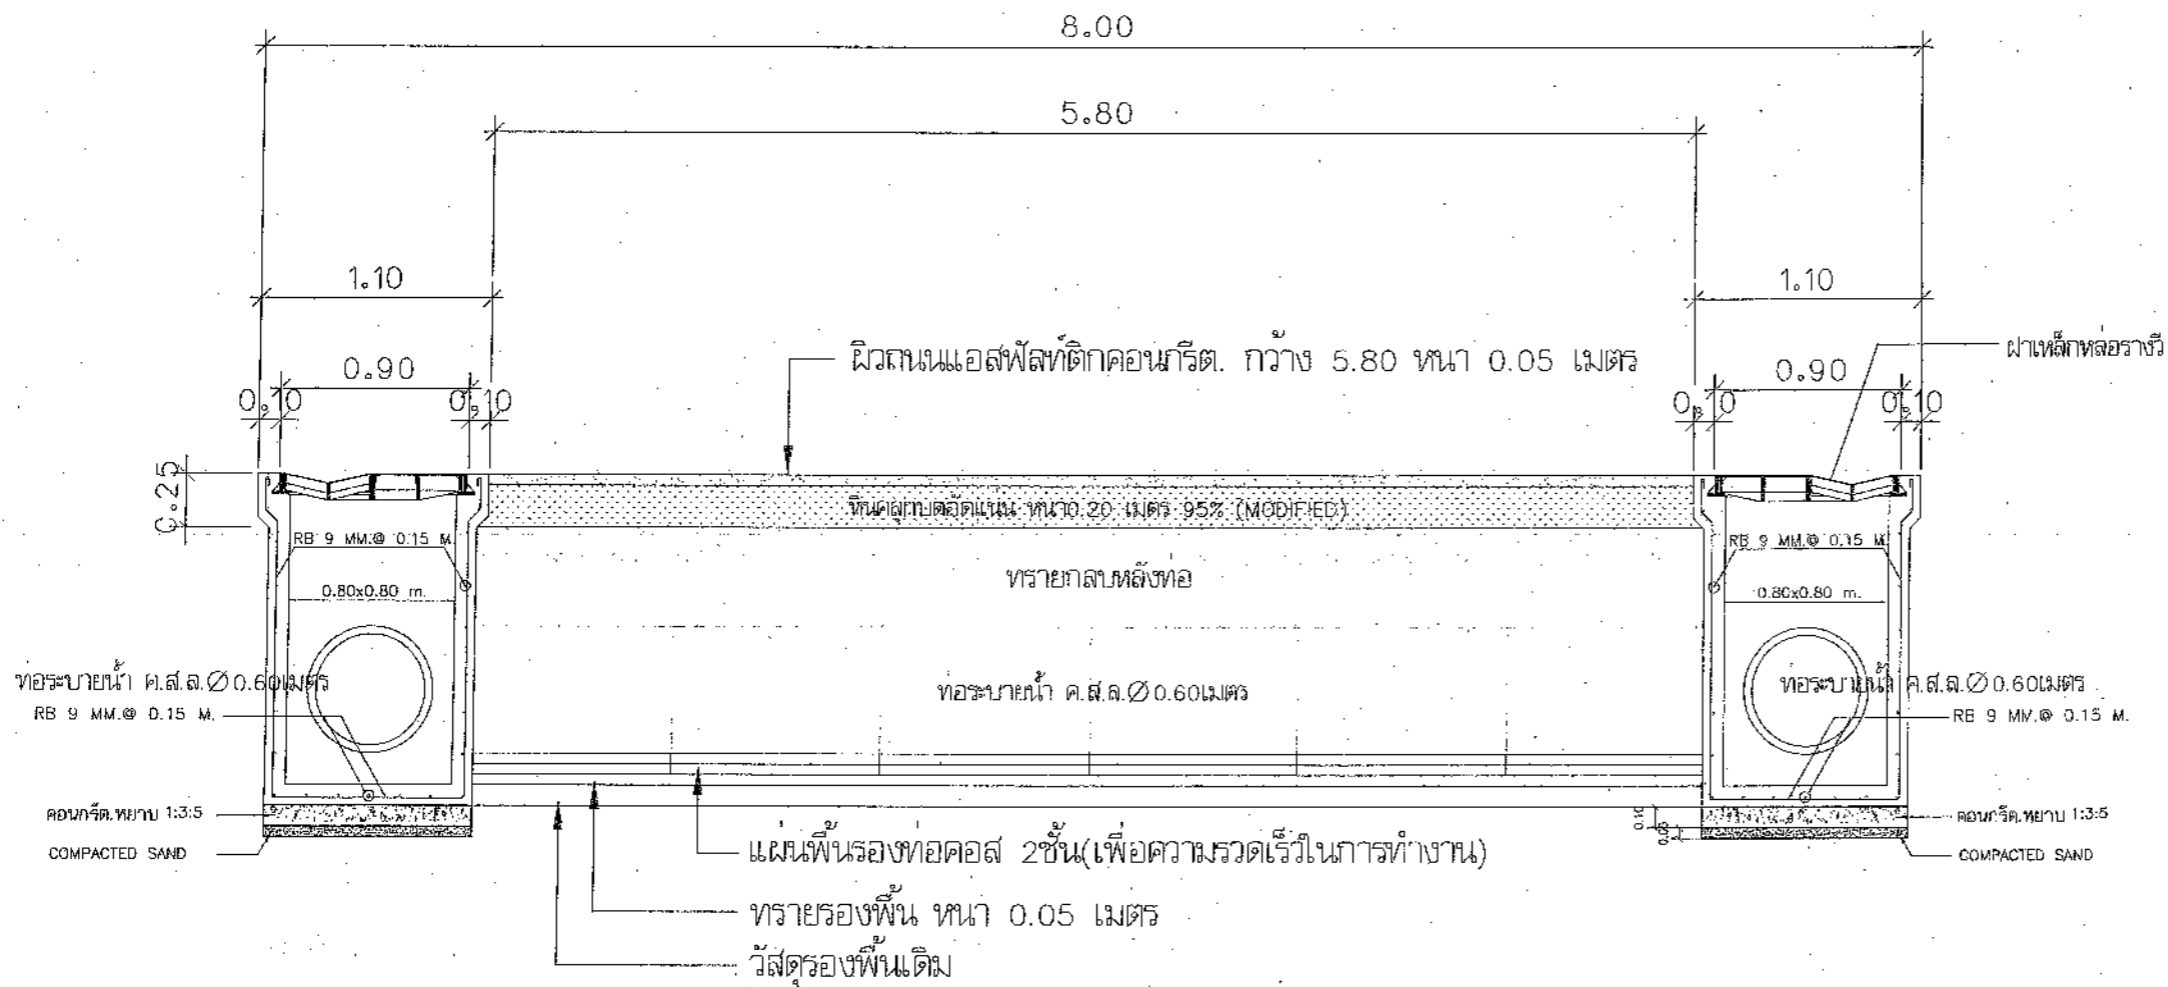 8.00
5.80
1.10
1.10
ผิวถนนแอสฟัลท์ติกคอนกรีต. กว้าง 5.80 หนา 0.05 เมตร
ฝาเหล็กหล่อรางวี
0.90
0.90
0.10
0.10
0.10
0.10
0.25
หินคลุกบดอัดแน่น หนา0.20 เมตร 95% (MODIFIED)
RB 9 MM.@ 0.15 M.
RB 9 MM.@ 0.15 M.
ทรายกลบหลังท่อ
0.80x0.80 m.
0.80x0.80 m.
ท่อระบายน้ำ ค.ส.ล.Ø0.60เมตร
ท่อระบายน้ำ ค.ส.ล.Ø0.60เมตร
ท่อระบายน้ำ ค.ส.ล.Ø0.60เมตร
RB 9 MM.@ 0.15 M.
RB 9 MM.@ 0.15 M.
คอนกรีต.หยาบ 1:3:5
0.10
คอนกรีต.หยาบ 1:3:5
0.05
COMPACTED SAND
แผ่นพื้นรองท่อคอส 2ชั้น(เพื่อความรวดเร็วในการทำงาน)
COMPACTED SAND
ทรายรองพื้น หนา 0.05 เมตร
วัสดุรองพื้นเดิม